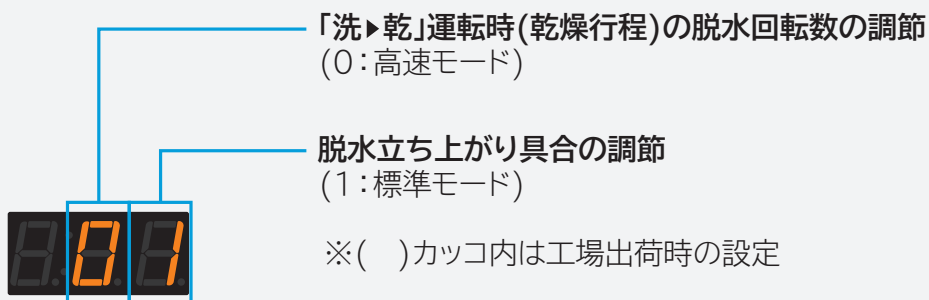 「洗▶乾」運転時(乾燥行程)の脱水回転数の調節
(0:高速モード)
脱水立ち上がり具合の調節
(1:標準モード)
※(　)カッコ内は工場出荷時の設定
01